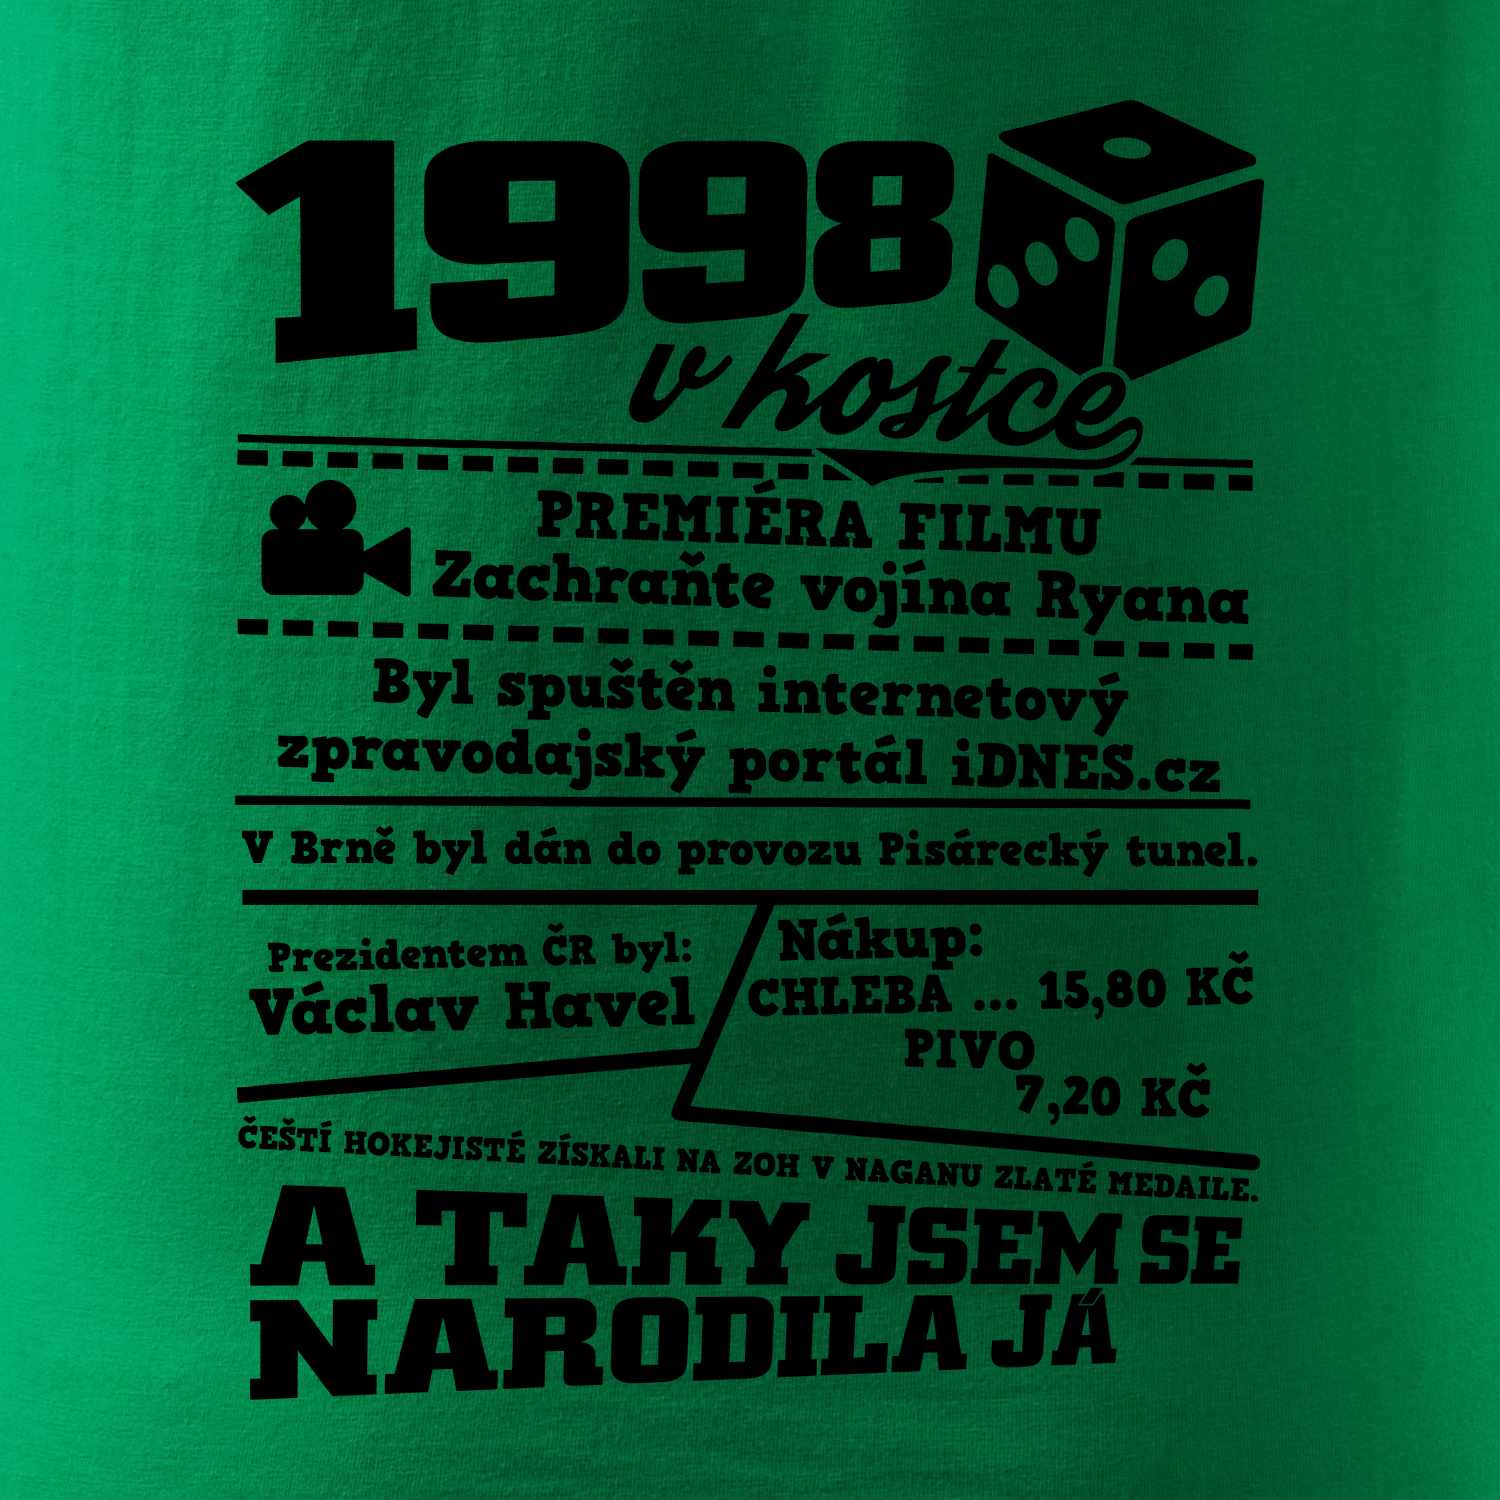 1998
v kostce
PREMIÉRA FILMU
Zachraňte vojína Ryana
Byl spuštěn internetový
zpravodajský portál iDNES.cz
V Brně byl dán do provozu Pisárecký tunel.
Prezidentem ČR byl:
Václav Havel
Nákup:
CHLEBA ... 15,80 KČ
PIVO
7,20 KČ
ČEŠTÍ HOKEJISTÉ ZÍSKALI NA ZOH V NAGANU ZLATÉ MEDAILE.
A TAKY JSEM SE
NARODILA JÁ